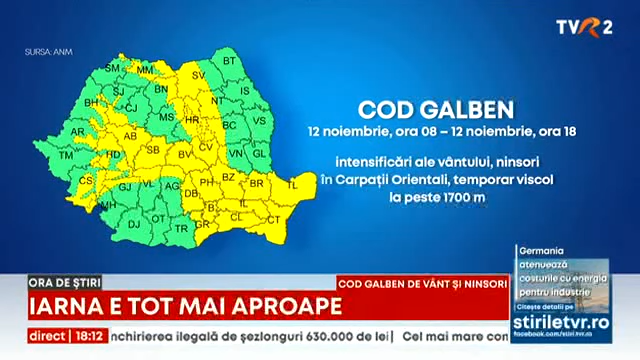 SURSA: ANM
TVR2
BT
SM
MM
SV
BH
SJ
BN
NT
IS
CJ
MS
HR
BC
VS
AR
AB
CV
VN
GL
TM
HD
SB
BV
CS
GJ
VL
AG
PH
BZ
BR
TL
MH
DB
IL
DJ
OT
TR
GR
IF
CL
CT
COD GALBEN
12 noiembrie, ora 08 – 12 noiembrie, ora 18
intensificări ale vântului, ninsori
în Carpații Orientali, temporar viscol
la peste 1700 m
Germania
atenuează
costurile cu energia
pentru industrie
Citește detalii pe
stiriletvr.ro
facebook.com/stiri.tvr.ro
ORA DE ȘTIRI
COD GALBEN DE VÂNT ȘI NINSORI
IARNA E TOT MAI APROAPE
direct | 18:12
nchirierea ilegală de șezlonguri 630.000 de lei | Cel mai mare con